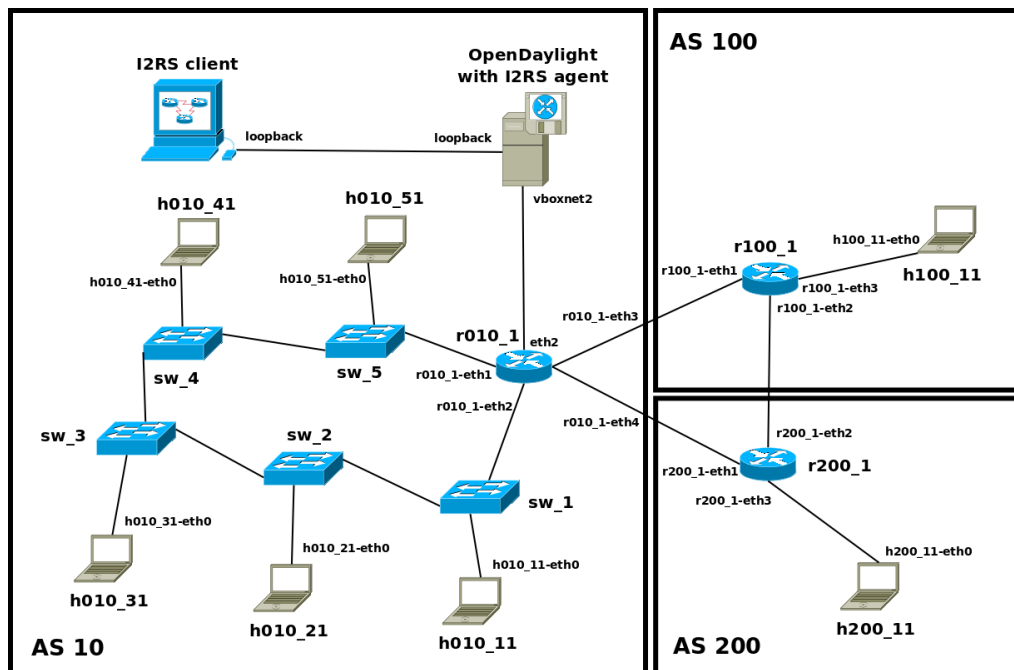 I2RS client
OpenDaylight
with I2RS agent
loopback
loopback
vboxnet2
h010_41
h010_51
h010_41-eth0
h010_51-eth0
sw_4
sw_5
r010_1
eth2
r010_1-eth1
r010_1-eth2
r010_1-eth3
r010_1-eth4
sw_3
sw_2
sw_1
h010_31-eth0
h010_21-eth0
h010_11-eth0
h010_31
h010_21
h010_11
AS 10
AS 100
r100_1
h100_11-eth0
r100_1-eth1
r100_1-eth3
h100_11
r100_1-eth2
r200_1-eth2
r200_1-eth1
r200_1
r200_1-eth3
h200_11-eth0
h200_11
AS 200